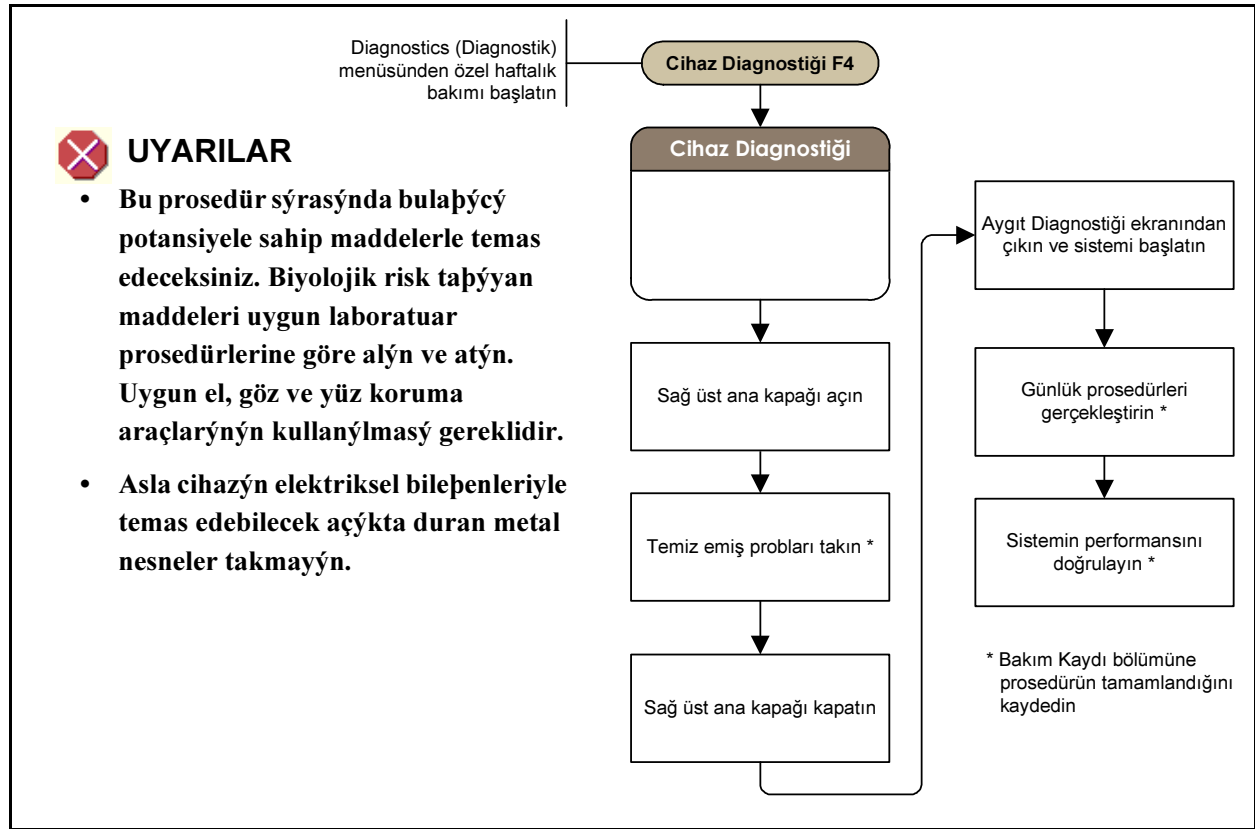 Diagnostics (Diagnostik)
menüsünden özel haftalık
bakımı başlatın
Cihaz Diagnostiği F4
UYARILAR
• Bu prosedür sýrasýnda bulaþýcý
potansiyele sahip maddelerle temas
edeceksiniz. Biyolojik risk taþýyan
maddeleri uygun laboratuar
prosedürlerine göre alýn ve atýn.
Uygun el, göz ve yüz koruma
araçlarýnýn kullanýlmasý gereklidir.
• Asla cihazýn elektriksel bileþenleriyle
temas edebilecek açýkta duran metal
nesneler takmayýn.
Cihaz Diagnostiği
Sağ üst ana kapağı açın
Temiz emiş probları takın *
Sağ üst ana kapağı kapatın
Aygıt Diagnostiği ekranından
çıkın ve sistemi başlatın
Günlük prosedürleri
gerçekleştirin *
Sistemin performansını
doğrulayın *
* Bakım Kaydı bölümüne
prosedürün tamamlandığını
kaydedin